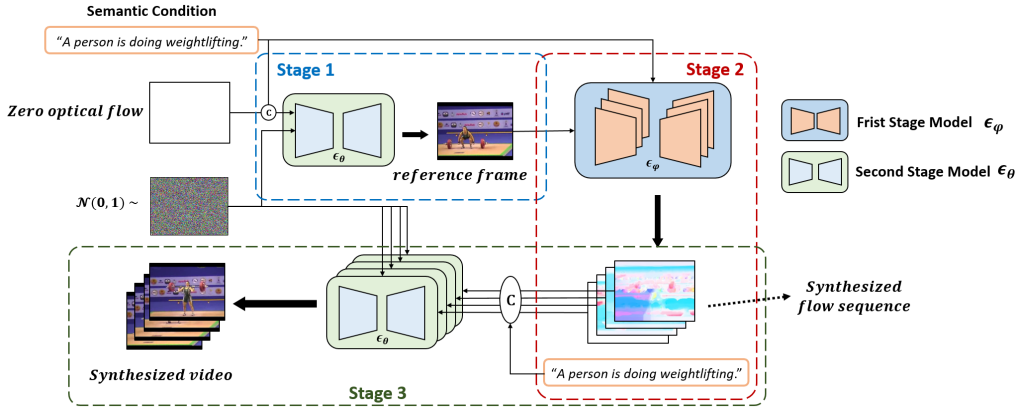 Semantic Condition
“A person is doing weightlifting.”
Stage 1
Stage 2
Zero optical flow
C
ϵθ
reference frame
ϵφ
Frist Stage Model ϵφ
Second Stage Model ϵθ
𝒩(0, 1) ~
C
Synthesized
flow sequence
ϵθ
Synthesized video
“A person is doing weightlifting.”
Stage 3